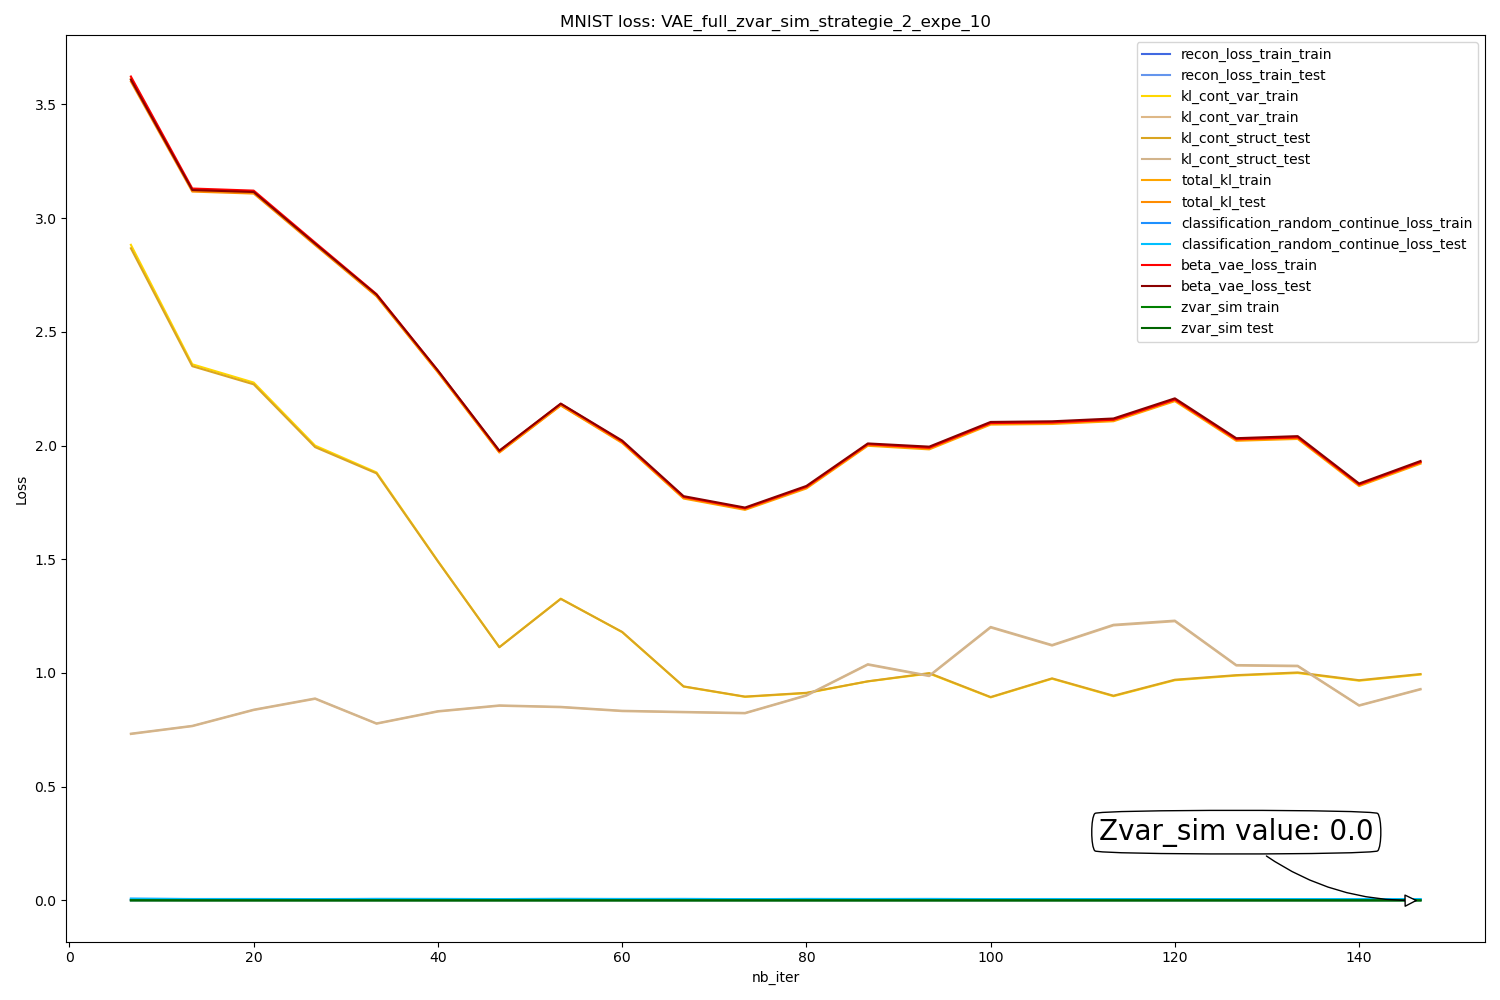 MNIST loss: VAE_full_zvar_sim_strategie_2_expe_10
recon_loss_train_train
recon_loss_train_test
kl_cont_var_train
kl_cont_var_train
kl_cont_struct_test
kl_cont_struct_test
total_kl_train
total_kl_test
classification_random_continue_loss_train
classification_random_continue_loss_test
beta_vae_loss_train
beta_vae_loss_test
zvar_sim train
zvar_sim test
3.5
3.0
2.5
2.0
1.5
1.0
0.5
0.0
Loss
Zvar_sim value: 0.0
0 20 40 60 80 100 120 140
nb_iter